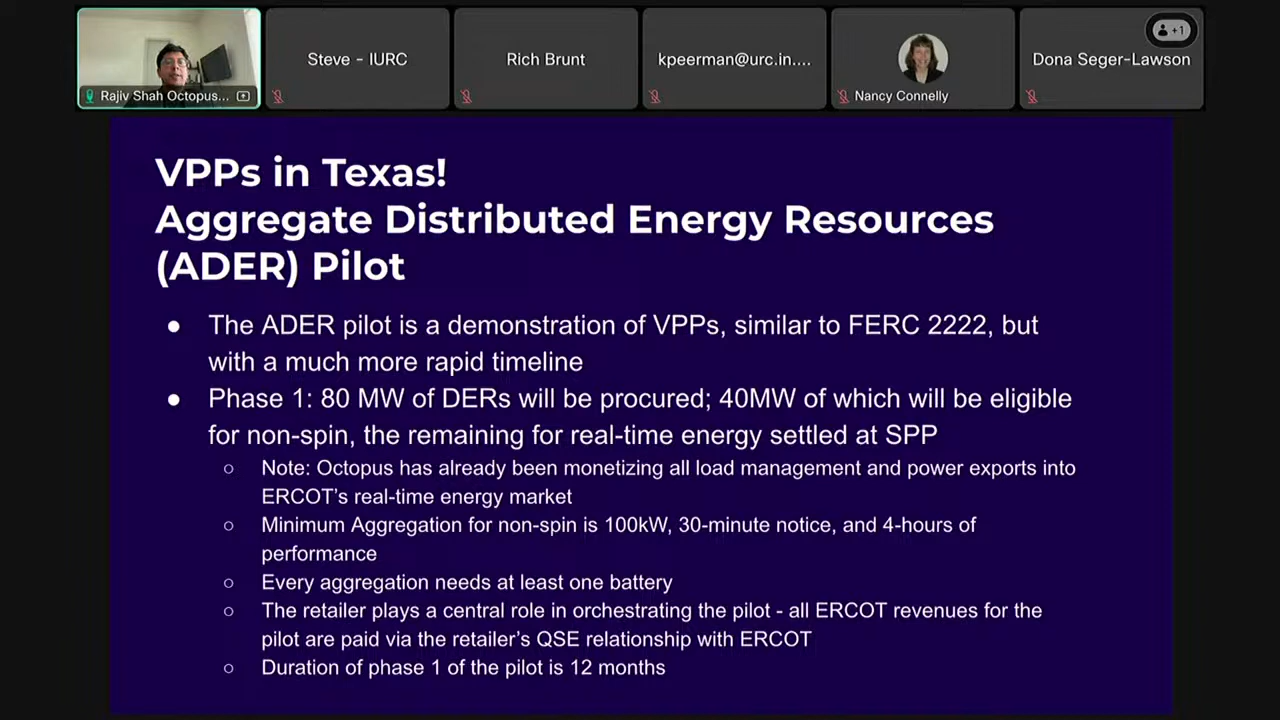 Rajiv Shah Octopus...
Steve - IURC
Rich Brunt
kpeerman@urc.in....
Nancy Connelly
Dona Seger-Lawson
+1
VPPs in Texas!
Aggregate Distributed Energy Resources
(ADER) Pilot
● The ADER pilot is a demonstration of VPPs, similar to FERC 2222, but
with a much more rapid timeline
● Phase 1: 80 MW of DERs will be procured; 40MW of which will be eligible
for non-spin, the remaining for real-time energy settled at SPP
○ Note: Octopus has already been monetizing all load management and power exports into
ERCOT's real-time energy market
○ Minimum Aggregation for non-spin is 100kW, 30-minute notice, and 4-hours of
performance
○ Every aggregation needs at least one battery
○ The retailer plays a central role in orchestrating the pilot - all ERCOT revenues for the
pilot are paid via the retailer's QSE relationship with ERCOT
○ Duration of phase 1 of the pilot is 12 months